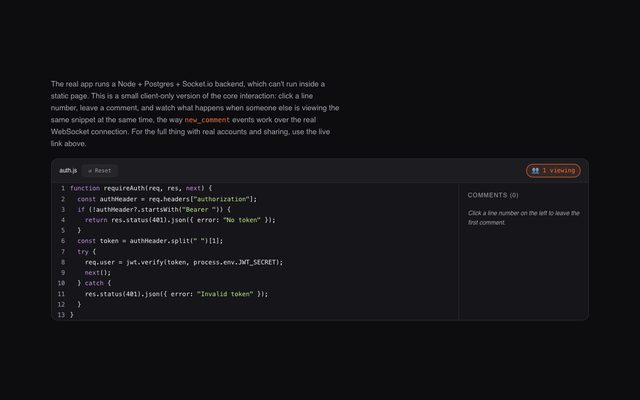 The real app runs a Node + Postgres + Socket.io backend, which can't run inside a
static page. This is a small client-only version of the core interaction: click a line
number, leave a comment, and watch what happens when someone else is viewing the
same snippet at the same time, the way new_comment events work over the real
WebSocket connection. For the full thing with real accounts and sharing, use the live
link above.
auth.js ↺ Reset 👥 1 viewing
1 function requireAuth(req, res, next) {
2   const authHeader = req.headers["authorization"];
3   if (!authHeader?.startsWith("Bearer ")) {
4     return res.status(401).json({ error: "No token" });
5   }
6   const token = authHeader.split(" ")[1];
7   try {
8     req.user = jwt.verify(token, process.env.JWT_SECRET);
9     next();
10   } catch {
11     res.status(401).json({ error: "Invalid token" });
12   }
13 }
COMMENTS (0)
Click a line number on the left to leave the
first comment.